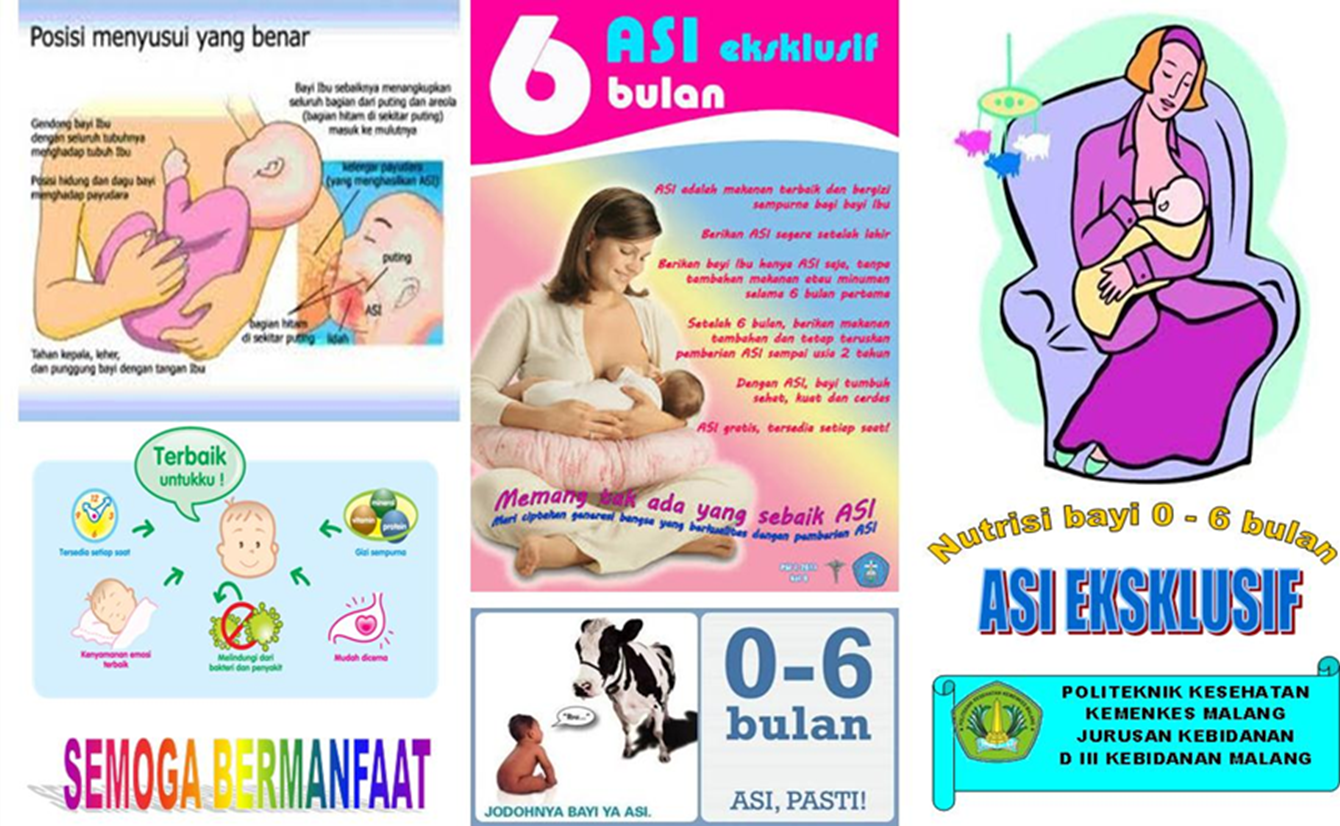 Posisi menyusui yang benar
Bayi Ibu sebaiknya menangkupkan
seluruh bagian dari puting dan areola
(bagian hitam di sekitar puting)
masuk ke mulutnya
Gendong bayi Ibu
dengan seluruh tubuhnya
menghadap tubuh Ibu
Posisi hidung dan dagu bayi
menghadap payudara
kelenjar payudara
(yang menghasilkan ASI)
puting
ASI
bagian hitam
di sekitar puting
lidah
Tahan kepala, leher,
dan punggung bayi dengan tangan Ibu
Terbaik
untukku !
Tersedia setiap saat
mineral
vitamin
protein
Gizi sempurna
Kenyamanan emosi
terbaik
Melindungi dari
bakteri dan penyakit
Mudah dicerna
SEMOGA BERMANFAAT
6
ASI eksklusif
bulan
ASI adalah makanan terbaik dan bergizi
sempurna bagi bayi Ibu
Berikan ASI segera setelah lahir
Berikan bayi Ibu hanya ASI saja, tanpa
tambahan makanan atau minuman
selama 6 bulan pertama
Setelah 6 bulan, berikan makanan
tambahan dan tetap teruskan
pemberian ASI sampai usia 2 tahun
Dengan ASI, bayi tumbuh
sehat, kuat dan cerdas
ASI gratis, tersedia setiap saat!
Memang tak ada yang sebaik ASI
Mari ciptakan generasi bangsa yang berkualitas dengan pemberian ASI
"Ibu..."
JODOHNYA BAYI YA ASI.
0-6
bulan
ASI, PASTI!
Nutrisi bayi 0 - 6 bulan
ASI EKSKLUSIF
POLITEKNIK KESEHATAN
KEMENKES MALANG
JURUSAN KEBIDANAN
D III KEBIDANAN MALANG